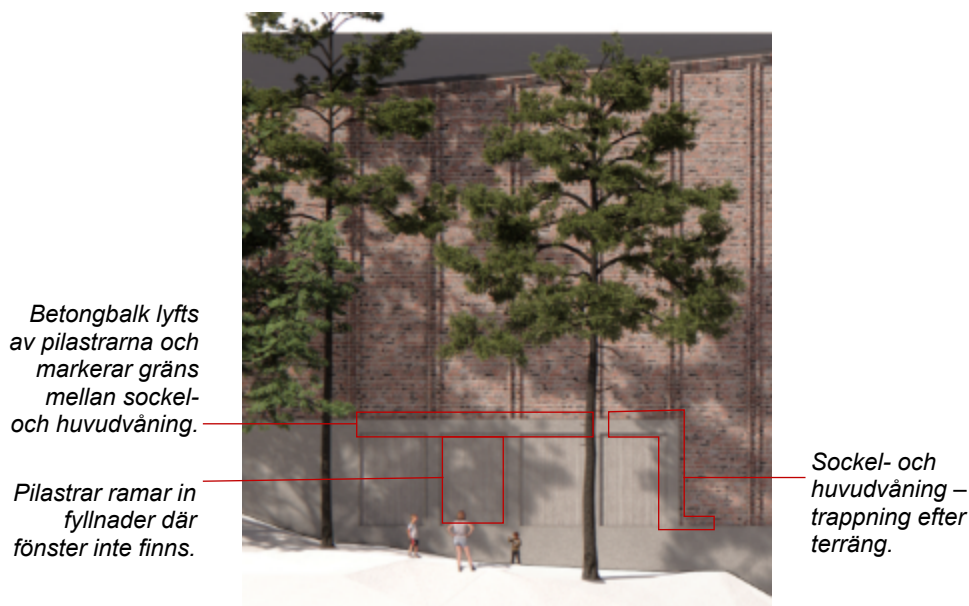 Betongbalk lyfts
av pilastrarna och
markerar gräns
mellan sockel-
och huvudvåning.
Pilastrar ramar in
fyllnader där
fönster inte finns.
Sockel- och
huvudvåning –
trappning efter
terräng.